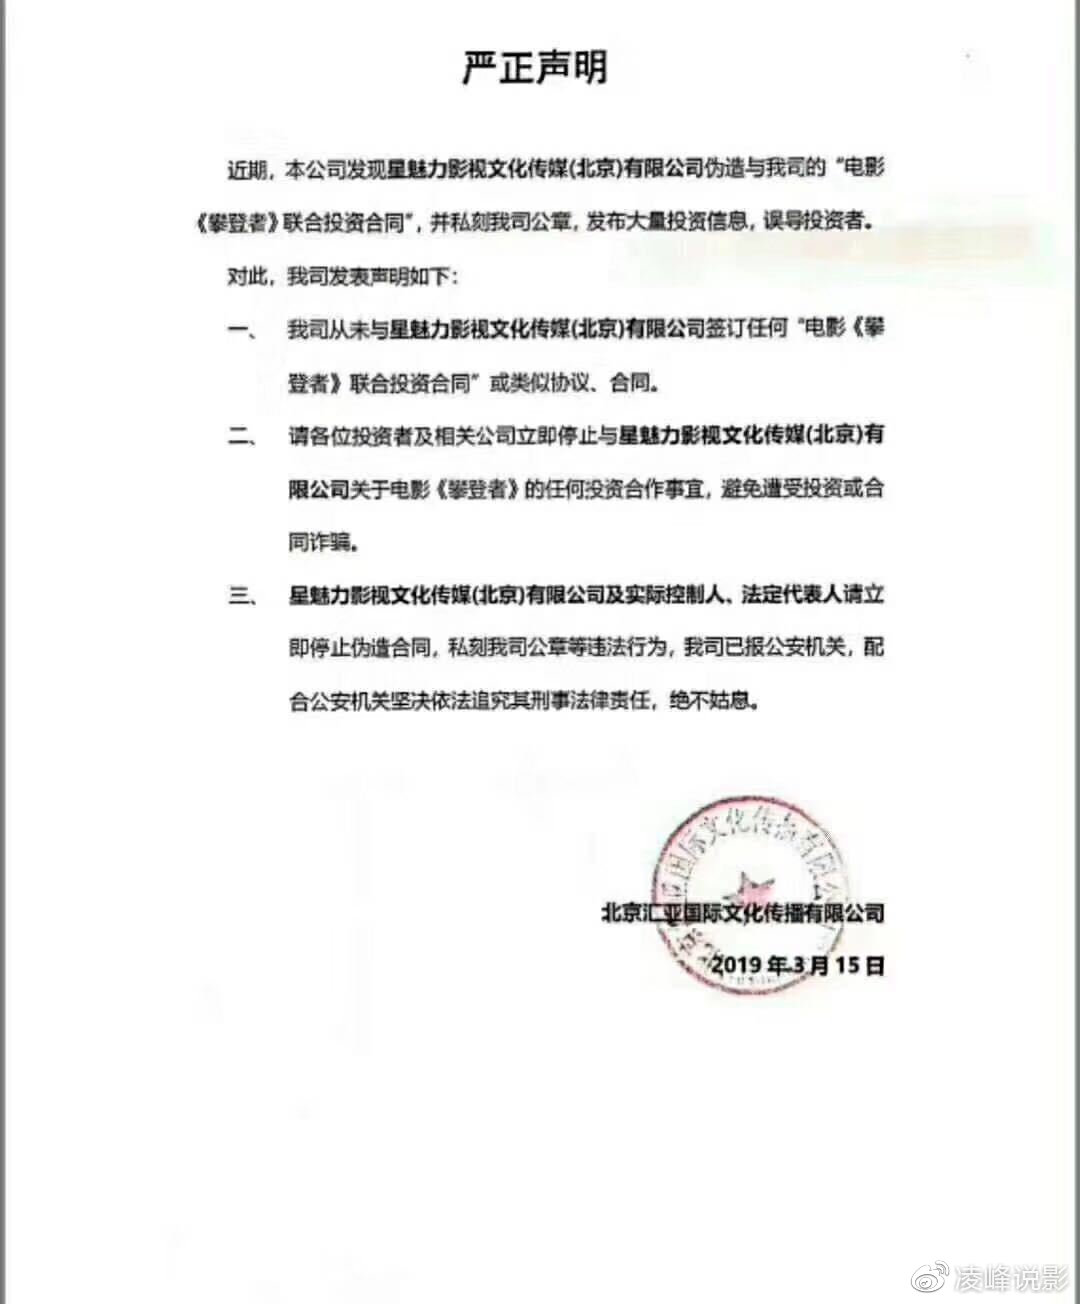 严正声明
近期，本公司发现星魅力影视文化传媒(北京)有限公司伪造与我司的“电影
《攀登者》联合投资合同”，并私刻我司公章，发布大量投资信息，误导投资者。
对此，我司发表声明如下：
一、 我司从未与星魅力影视文化传媒(北京)有限公司签订任何“电影《攀
登者》联合投资合同”或类似协议、合同。
二、 请各位投资者及相关公司立即停止与星魅力影视文化传媒(北京)有
限公司关于电影《攀登者》的任何投资合作事宜，避免遭受投资或合
同诈骗。
三、 星魅力影视文化传媒(北京)有限公司及实际控制人、法定代表人请立
即停止伪造合同，私刻我司公章等违法行为，我司已报公安机关，配
合公安机关坚决依法追究其刑事法律责任，绝不姑息。
北京汇亚国际文化传播有限公司
2019年3月15日
凌峰说影